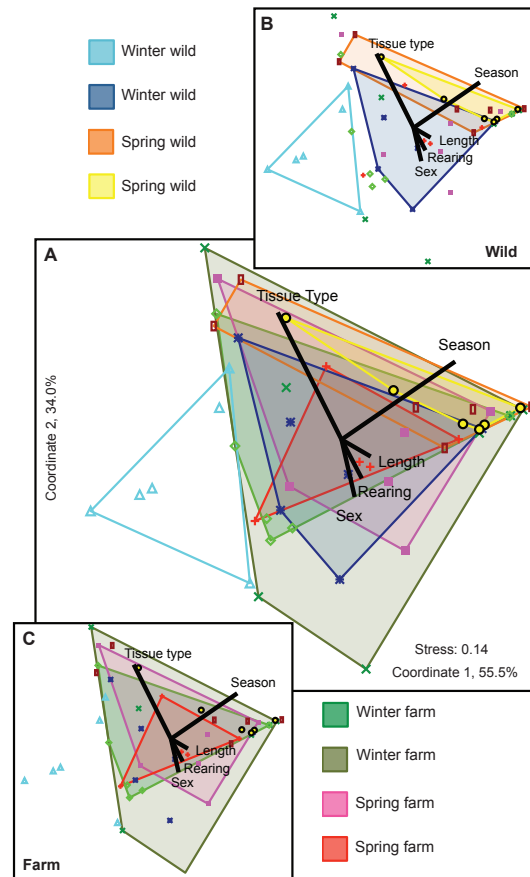 Winter wild
Winter wild
Spring wild
Spring wild
B
Tissue type
Season
Length
Rearing
Sex
Wild
A
Tissue Type
Season
Length
Rearing
Sex
Coordinate 2, 34.0%
Stress: 0.14
Coordinate 1, 55.5%
C
Tissue type
Season
Length
Rearing
Sex
Farm
Winter farm
Winter farm
Spring farm
Spring farm